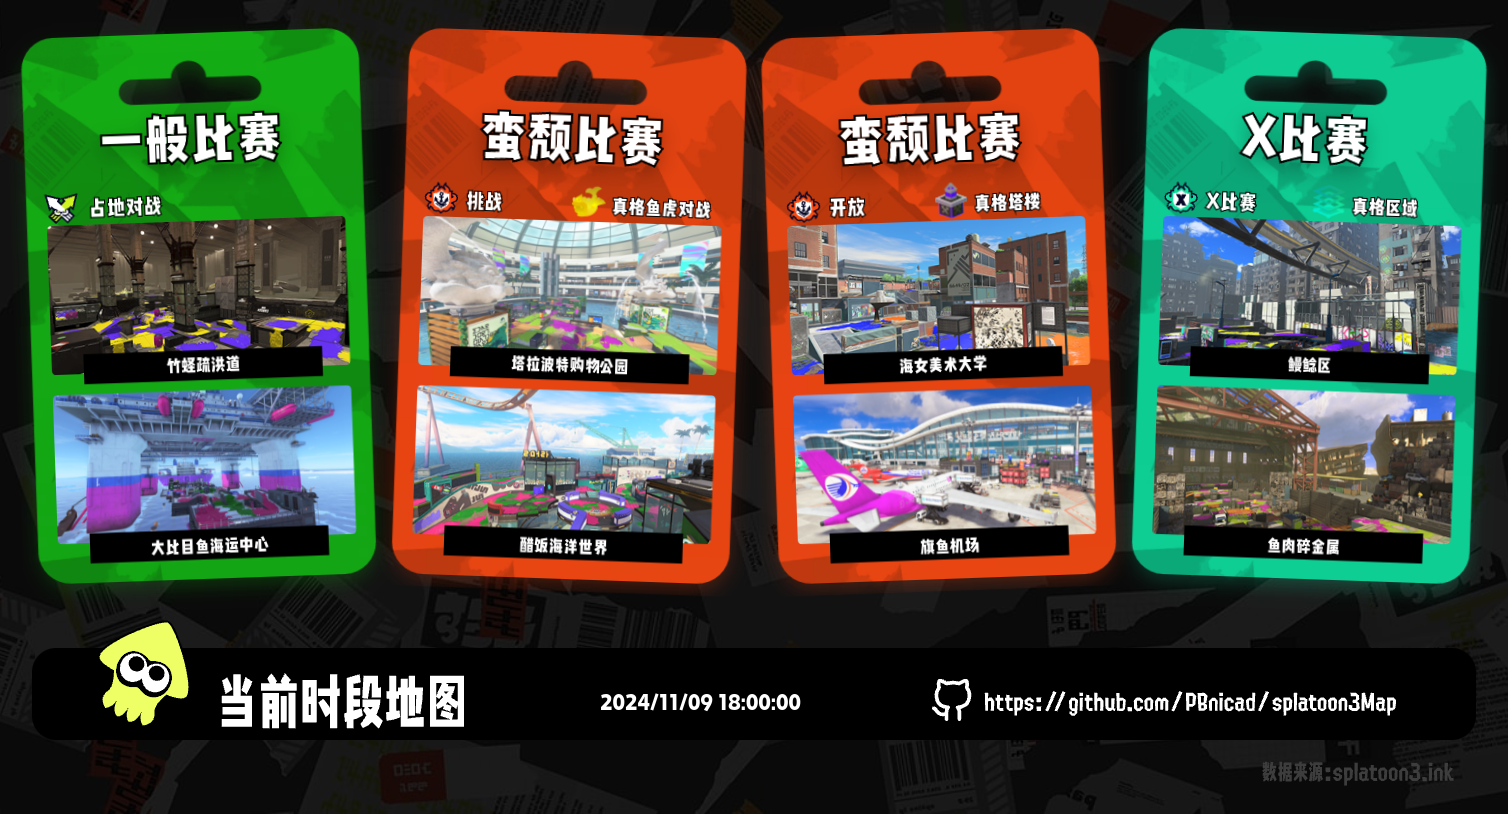 一般比赛
占地对战
竹蛏疏洪道
大比目鱼海运中心
蛮颓比赛
挑战
真格鱼虎对战
塔拉波特购物公园
醋饭海洋世界
蛮颓比赛
开放
真格塔楼
海女美术大学
旗鱼机场
X比赛
X比赛
真格区域
鳗鲶区
鱼肉碎金属
当前时段地图
2024/11/09 18:00:00
https://github.com/PBnicad/splatoon3Map
数据来源:splatoon3.ink